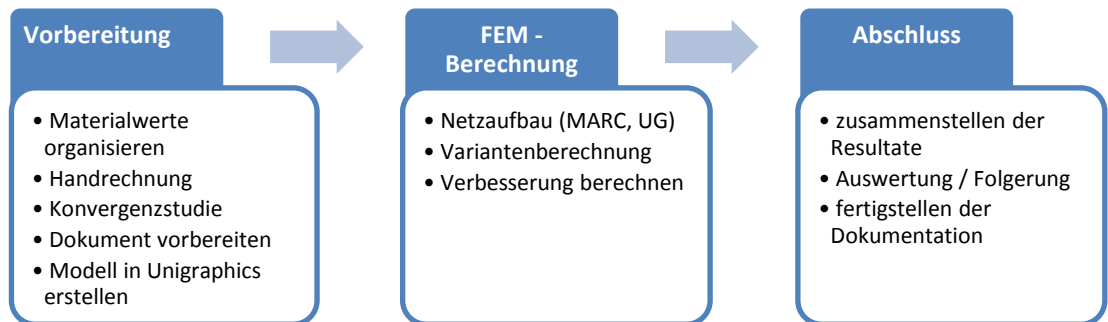 Vorbereitung
• Materialwerte
organisieren
• Handrechnung
• Konvergenzstudie
• Dokument vorbereiten
• Modell in Unigraphics
erstellen
FEM -
Berechnung
• Netzaufbau (MARC, UG)
• Variantenberechnung
• Verbesserung berechnen
Abschluss
• zusammenstellen der
Resultate
• Auswertung / Folgerung
• fertigstellen der
Dokumentation